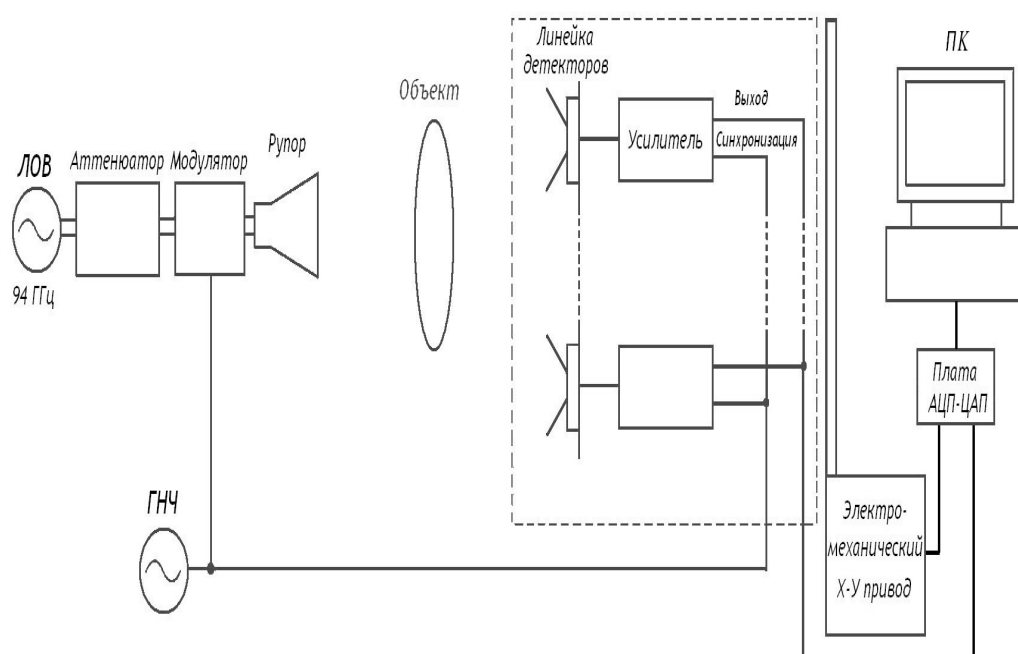 Линейка
детекторов
ПК
Объект
Выход
Усилитель
Синхронизация
Рупор
ЛОВ
Аттенюатор
Модулятор
94 ГГц
Плата
АЦП-ЦАП
ГНЧ
Электро-
механический
Х-У привод